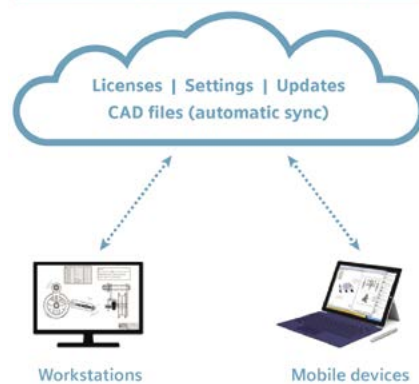 Licenses | Settings | Updates
CAD files (automatic sync)
Workstations
Mobile devices